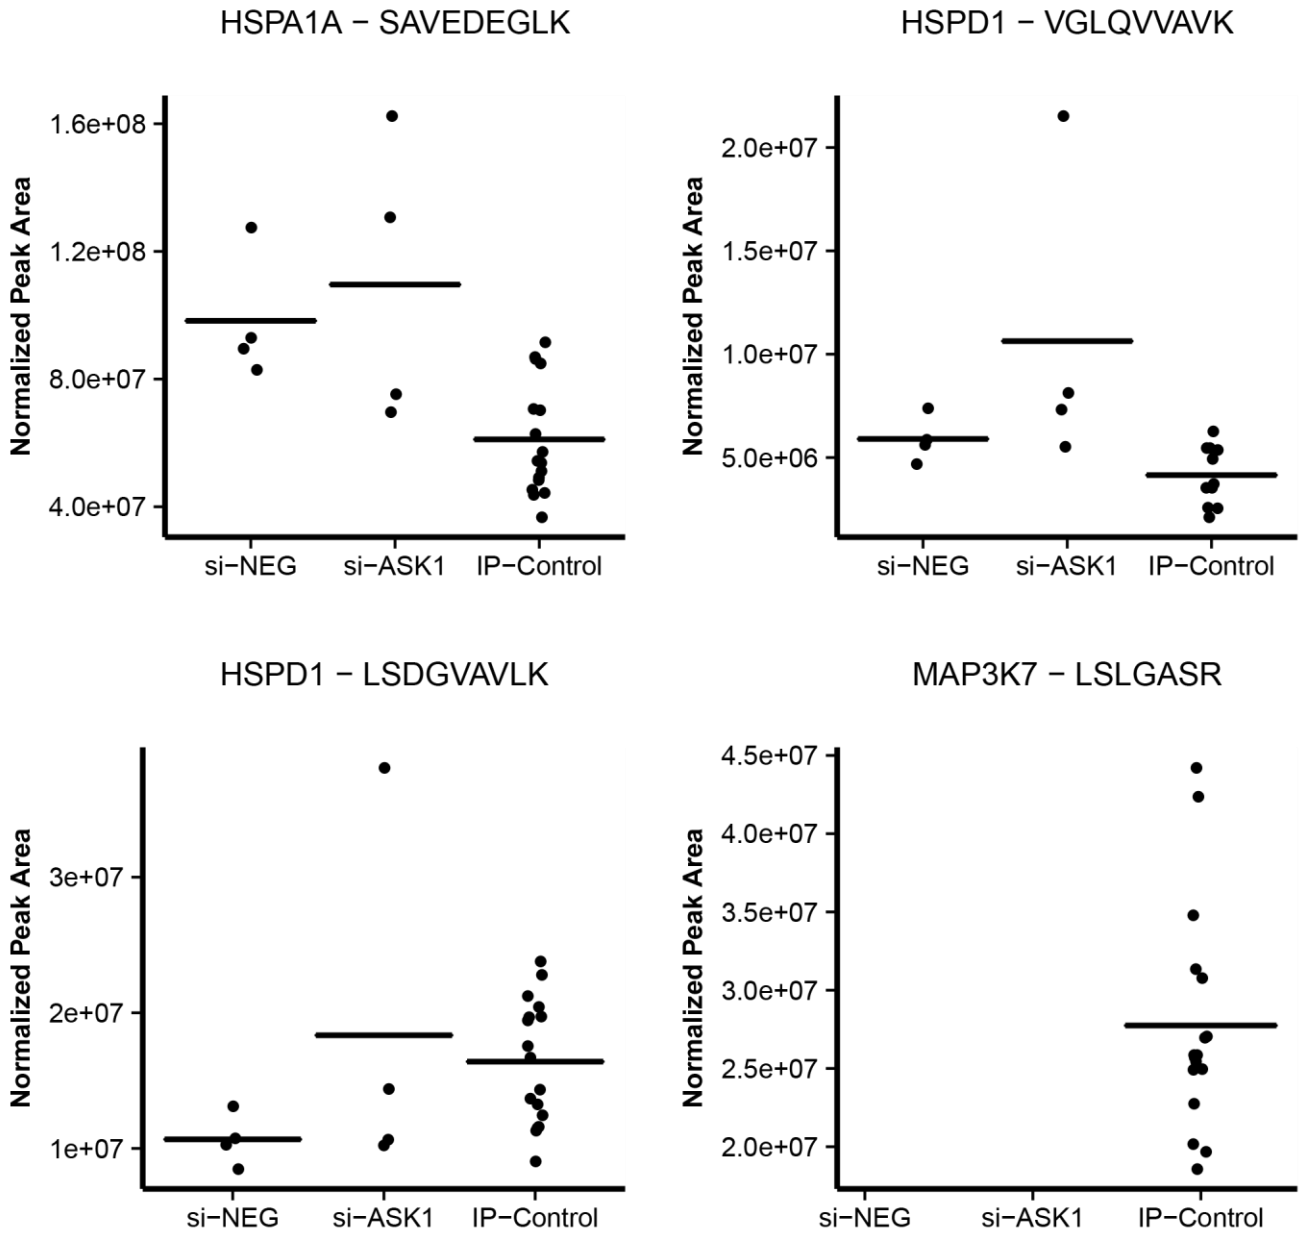 HSPA1A − SAVEDEGLK
Normalized Peak Area
1.6e+08
1.2e+08
8.0e+07
4.0e+07
si−NEG si−ASK1 IP−Control
HSPD1 − VGLQVVAVK
Normalized Peak Area
2.0e+07
1.5e+07
1.0e+07
5.0e+06
si−NEG si−ASK1 IP−Control
HSPD1 − LSDGVAVLK
Normalized Peak Area
3e+07
2e+07
1e+07
si−NEG si−ASK1 IP−Control
MAP3K7 − LSLGASR
Normalized Peak Area
4.5e+07
4.0e+07
3.5e+07
3.0e+07
2.5e+07
2.0e+07
si−NEG si−ASK1 IP−Control